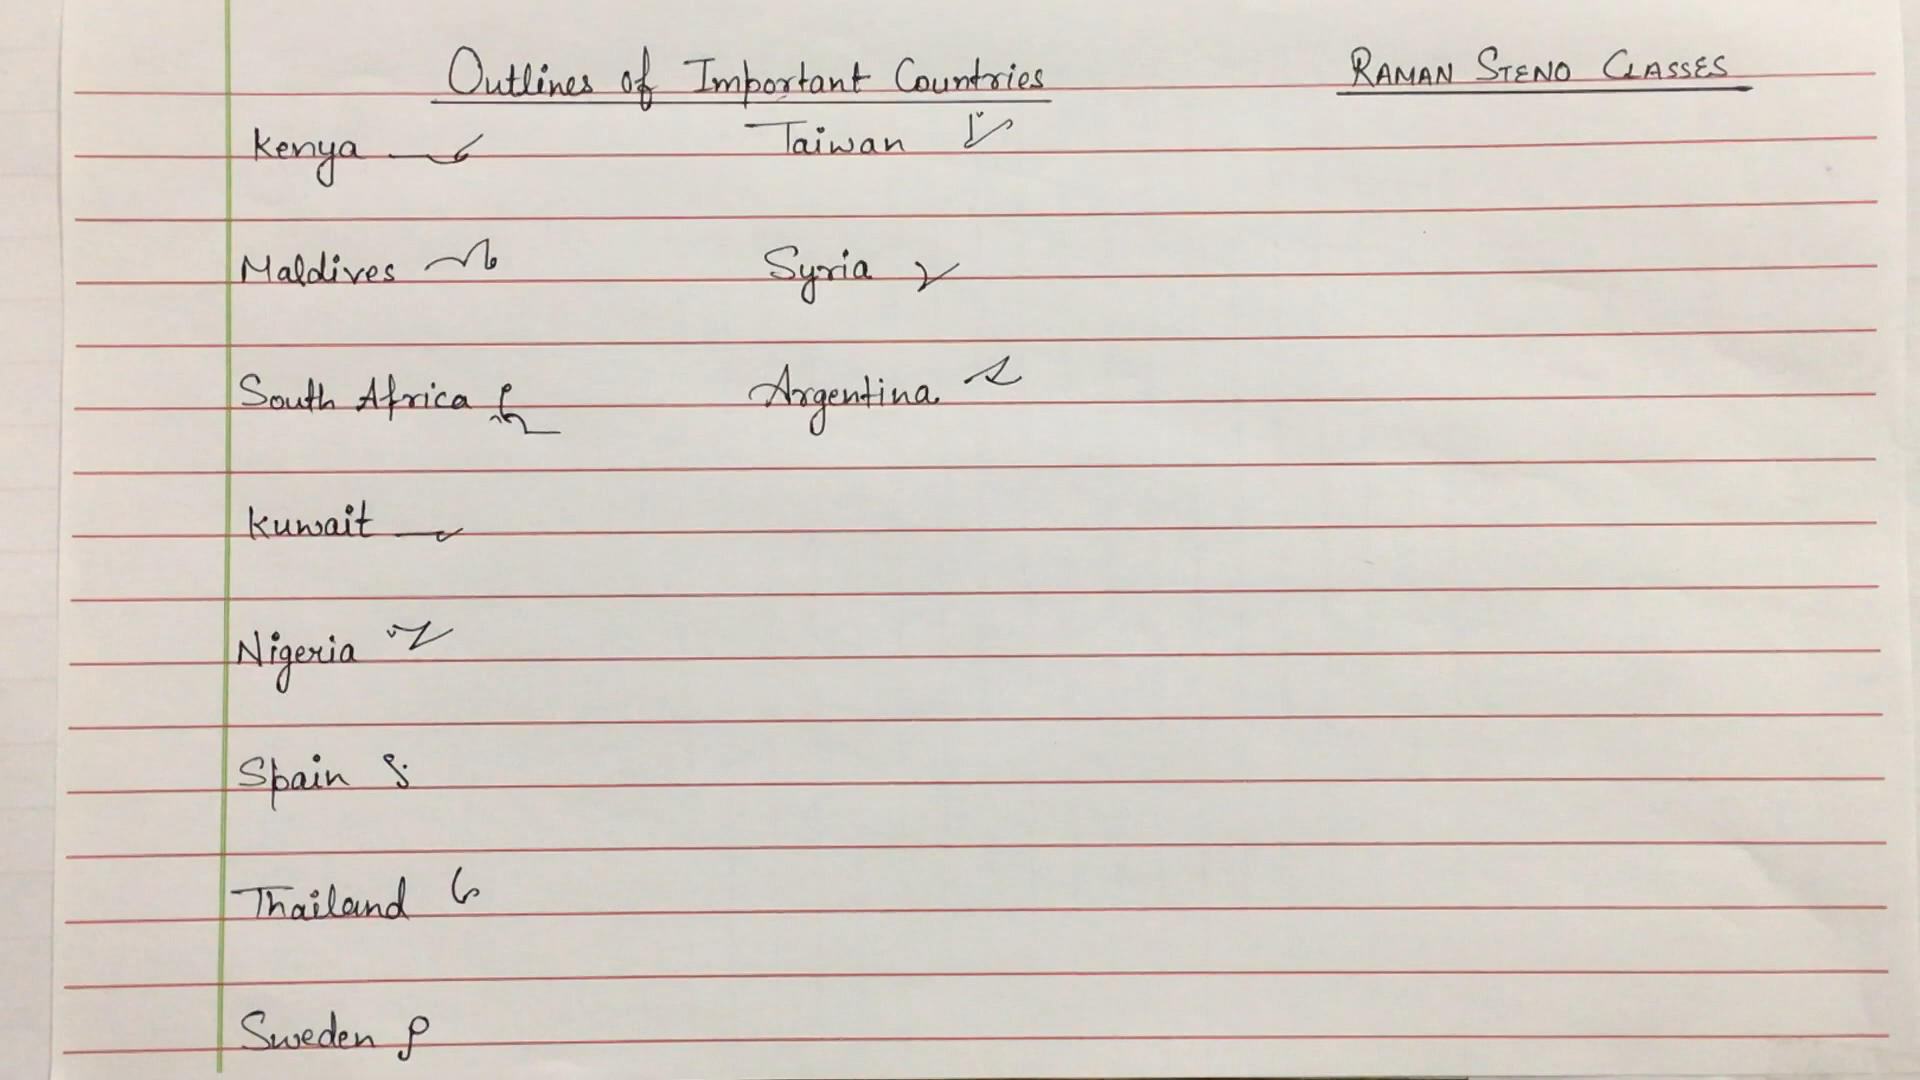 Outlines of Important Countries
RAMAN STENO CLASSES
Kenya
Taiwan
Maldives
Syria
South Africa
Argentina
Kuwait
Nigeria
Spain
Thailand
Sweden